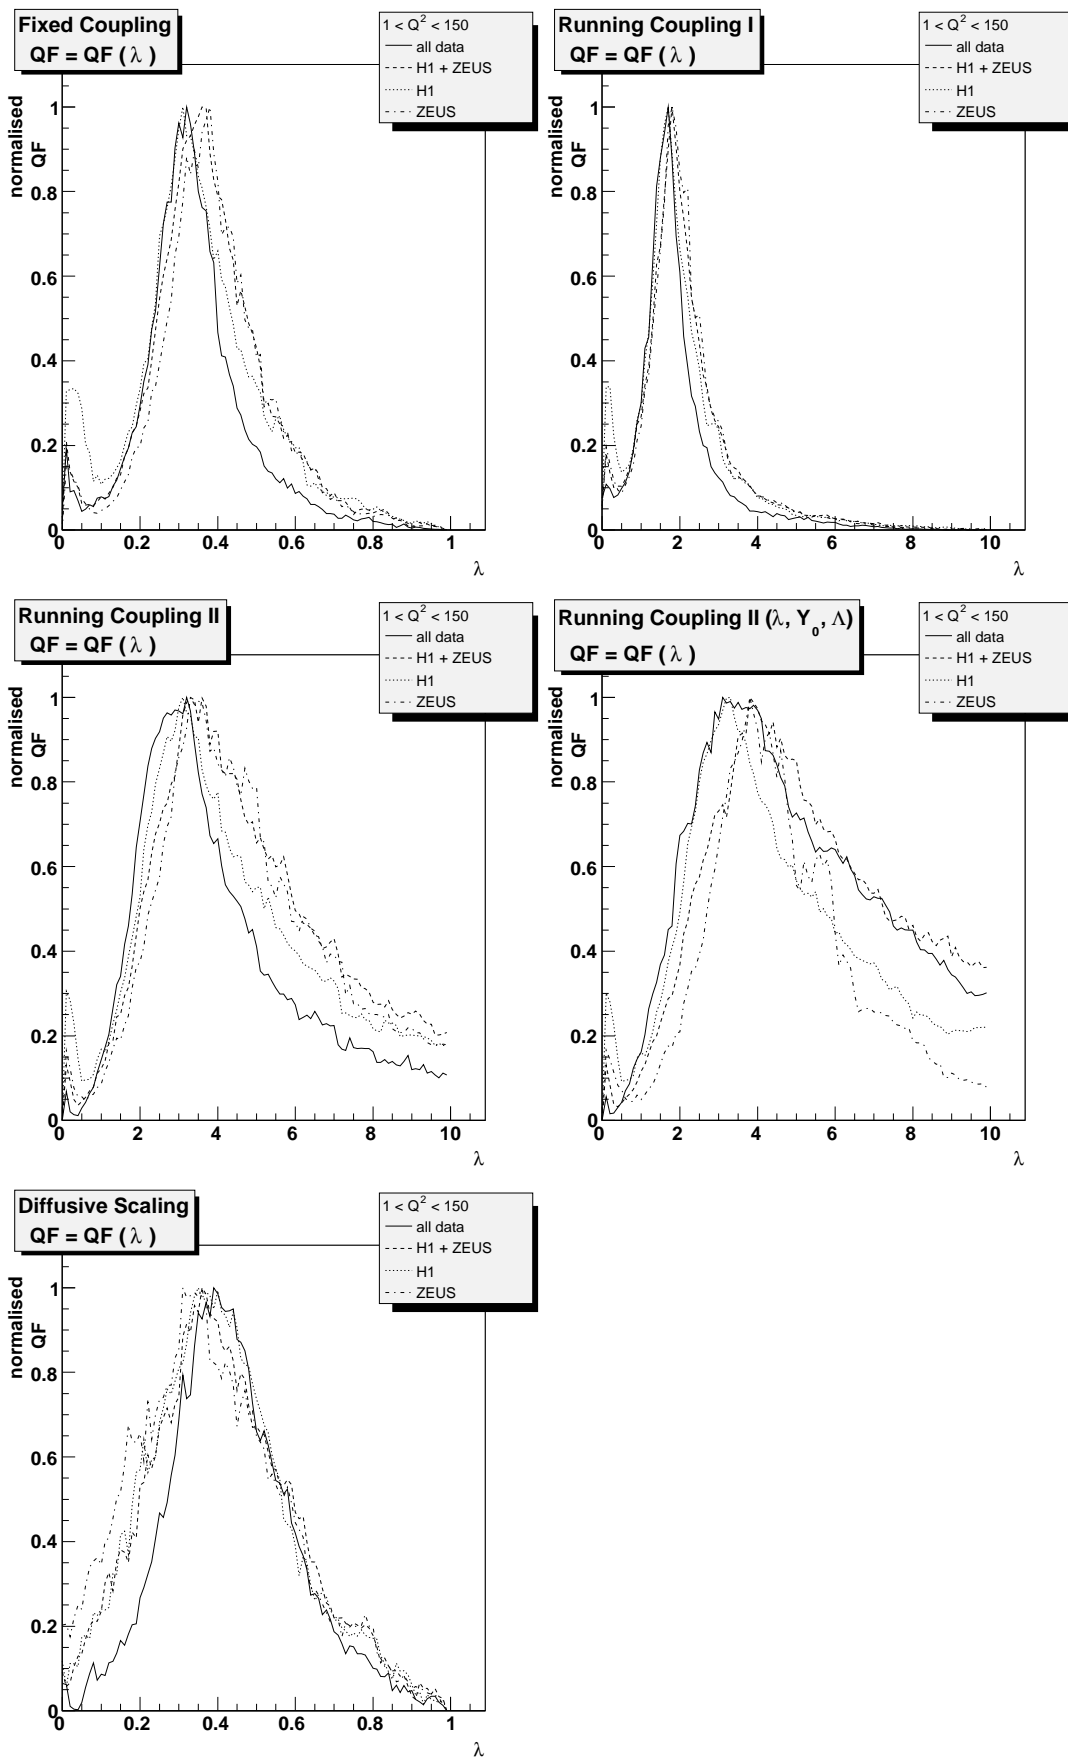 Fixed Coupling
QF = QF ( λ )
1 < Q² < 150
all data
H1 + ZEUS
H1
ZEUS
normalised
QF
1
0.8
0.6
0.4
0.2
0
0 0.2 0.4 0.6 0.8 1
λ
Running Coupling I
QF = QF ( λ )
1 < Q² < 150
all data
H1 + ZEUS
H1
ZEUS
normalised
QF
1
0.8
0.6
0.4
0.2
0
0 2 4 6 8 10
λ
Running Coupling II
QF = QF ( λ )
1 < Q² < 150
all data
H1 + ZEUS
H1
ZEUS
normalised
QF
1
0.8
0.6
0.4
0.2
0
0 2 4 6 8 10
λ
Running Coupling II (λ, Y₀, Λ)
QF = QF ( λ )
1 < Q² < 150
all data
H1 + ZEUS
H1
ZEUS
normalised
QF
1
0.8
0.6
0.4
0.2
0
0 2 4 6 8 10
λ
Diffusive Scaling
QF = QF ( λ )
1 < Q² < 150
all data
H1 + ZEUS
H1
ZEUS
normalised
QF
1
0.8
0.6
0.4
0.2
0
0 0.2 0.4 0.6 0.8 1
λ